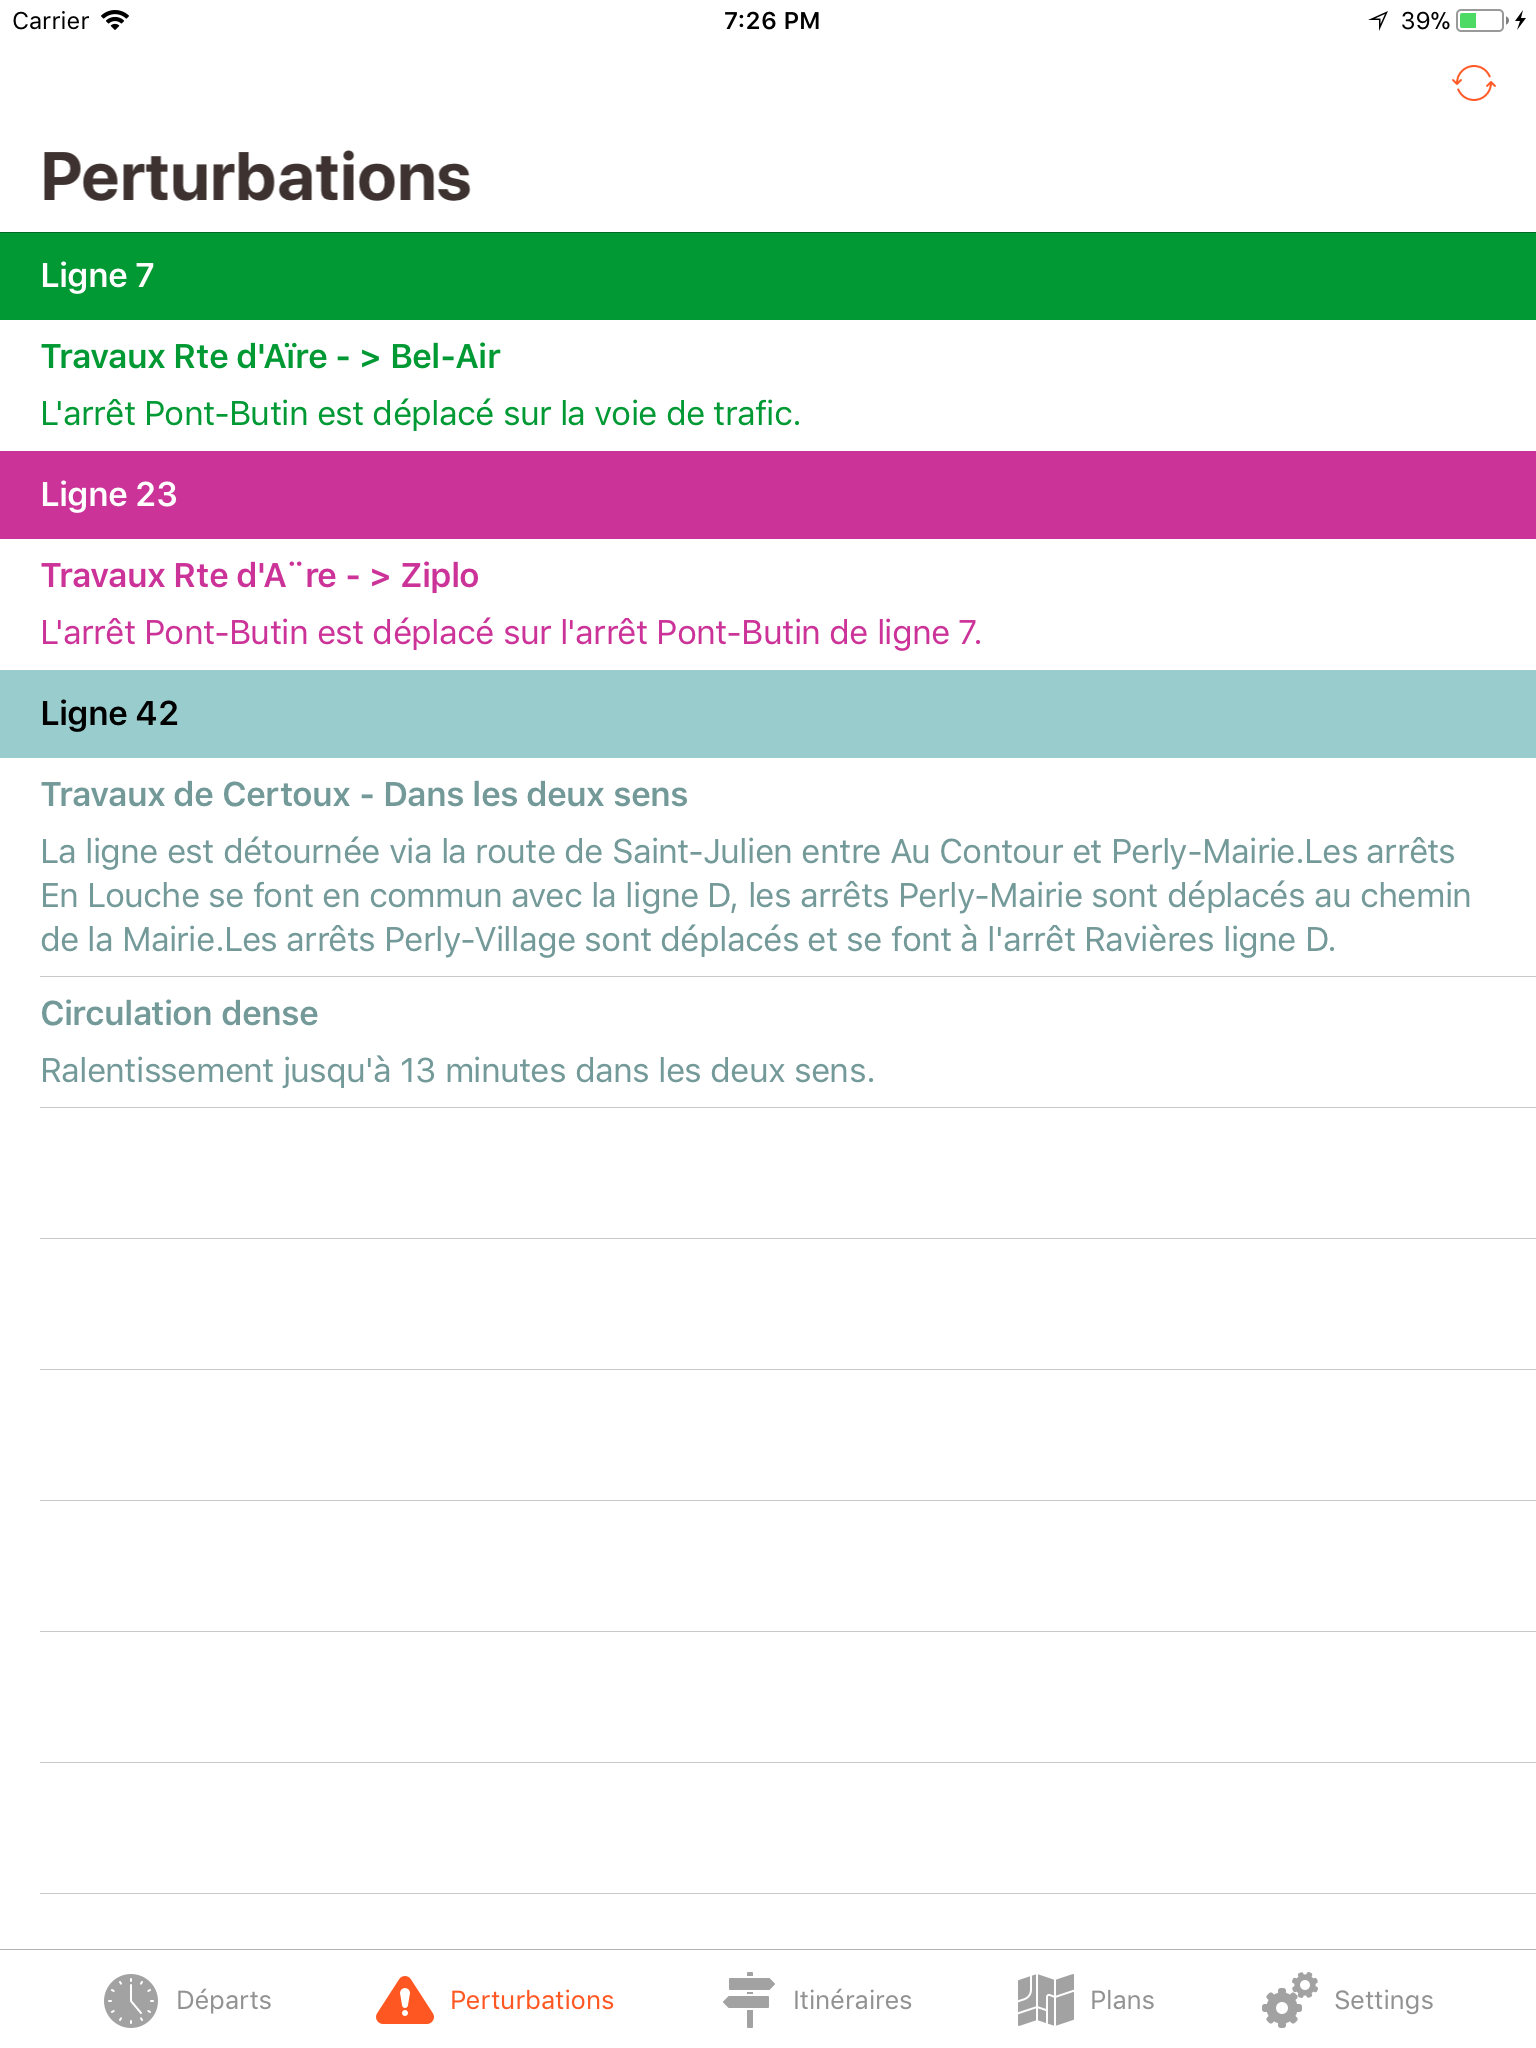 Carrier
7:26 PM
39%
Perturbations
Ligne 7
Travaux Rte d'Aïre - > Bel-Air
L'arrêt Pont-Butin est déplacé sur la voie de trafic.
Ligne 23
Travaux Rte d'A¨re - > Ziplo
L'arrêt Pont-Butin est déplacé sur l'arrêt Pont-Butin de ligne 7.
Ligne 42
Travaux de Certoux - Dans les deux sens
La ligne est détournée via la route de Saint-Julien entre Au Contour et Perly-Mairie.Les arrêts
En Louche se font en commun avec la ligne D, les arrêts Perly-Mairie sont déplacés au chemin
de la Mairie.Les arrêts Perly-Village sont déplacés et se font à l'arrêt Ravières ligne D.
Circulation dense
Ralentissement jusqu'à 13 minutes dans les deux sens.
Départs
Perturbations
Itinéraires
Plans
Settings